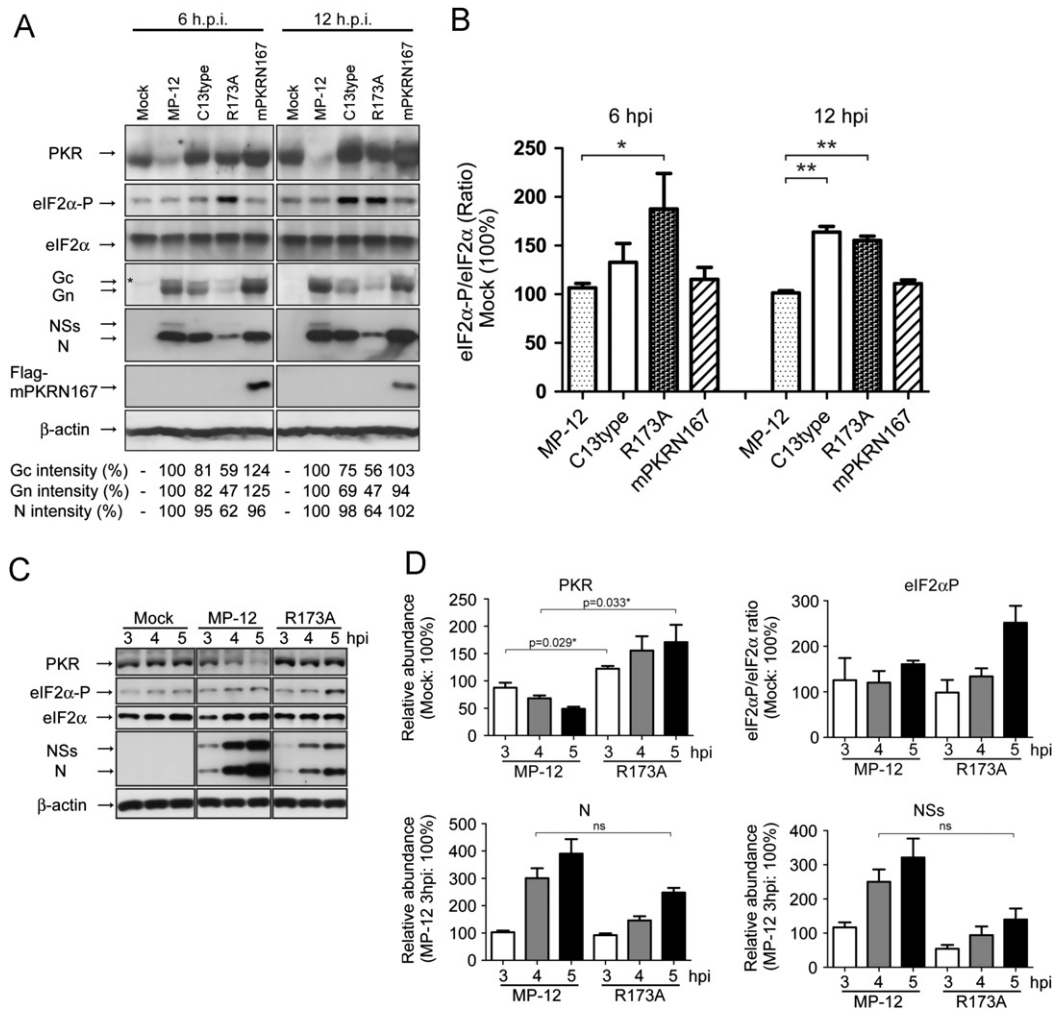 A
6 h.p.i.
12 h.p.i.
Mock
MP-12
C13type
R173A
mPKRN167
Mock
MP-12
C13type
R173A
mPKRN167
PKR →
eIF2α-P →
eIF2α →
* Gc →
Gn →
NSs →
N →
Flag-
mPKRN167 →
β-actin →
Gc intensity (%) - 100 81 59 124 - 100 75 56 103
Gn intensity (%) - 100 82 47 125 - 100 69 47 94
N intensity (%) - 100 95 62 96 - 100 98 64 102
B
6 hpi
12 hpi
*
**
**
eIF2α-P/eIF2α (Ratio)
Mock (100%)
250
200
150
100
50
0
MP-12
C13type
R173A
mPKRN167
MP-12
C13type
R173A
mPKRN167
C
Mock MP-12 R173A
3 4 5 3 4 5 3 4 5 hpi
PKR →
eIF2α-P →
eIF2α →
NSs →
N →
β-actin →
D
PKR
Relative abundance
(Mock: 100%)
250
200
150
100
50
0
p=0.033*
p=0.029*
3 4 5 3 4 5 hpi
MP-12 R173A
eIF2αP
eIF2αP/eIF2α ratio
(Mock: 100%)
300
200
100
0
3 4 5 3 4 5 hpi
MP-12 R173A
N
Relative abundance
(MP-12 3hpi: 100%)
500
400
300
200
100
0
ns
3 4 5 3 4 5 hpi
MP-12 R173A
NSs
Relative abundance
(MP-12 3hpi: 100%)
500
400
300
200
100
0
ns
3 4 5 3 4 5 hpi
MP-12 R173A